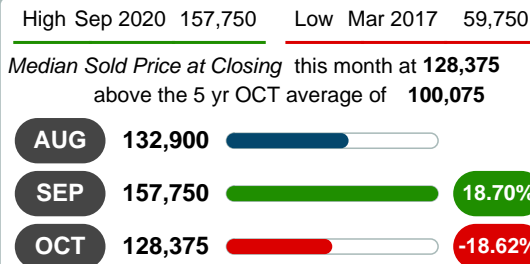 High Sep 2020 157,750 Low Mar 2017 59,750
Median Sold Price at Closing this month at 128,375
above the 5 yr OCT average of 100,075
AUG 132,900
SEP 157,750 18.70%
OCT 128,375 -18.62%